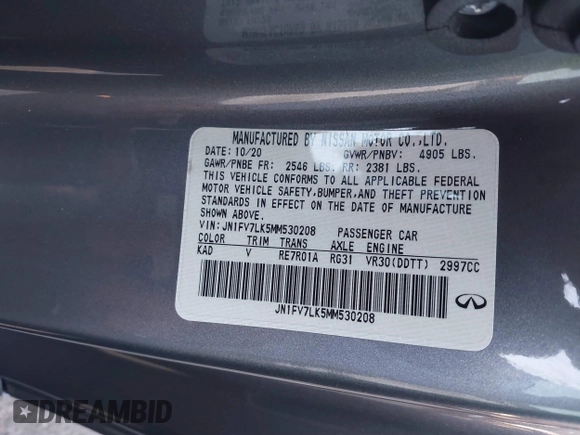 MANUFACTURED BY NISSAN MOTOR CO.,LTD.
DATE: 10/20 GVWR/PNBV: 4905 LBS.
GAWR/PNBE FR: 2546 LBS. RR: 2381 LBS.
THIS VEHICLE CONFORMS TO ALL APPLICABLE FEDERAL
MOTOR VEHICLE SAFETY,BUMPER,AND THEFT PREVENTION
STANDARDS IN EFFECT ON THE DATE OF MANUFACTURE
SHOWN ABOVE.
VIN:JN1FV7LK5MM530208 PASSENGER CAR
COLOR TRIM TRANS AXLE ENGINE
KAD V RE7R01A RG31 VR30(DDTT) 2997CC
JN1FV7LK5MM530208
DREAMBID